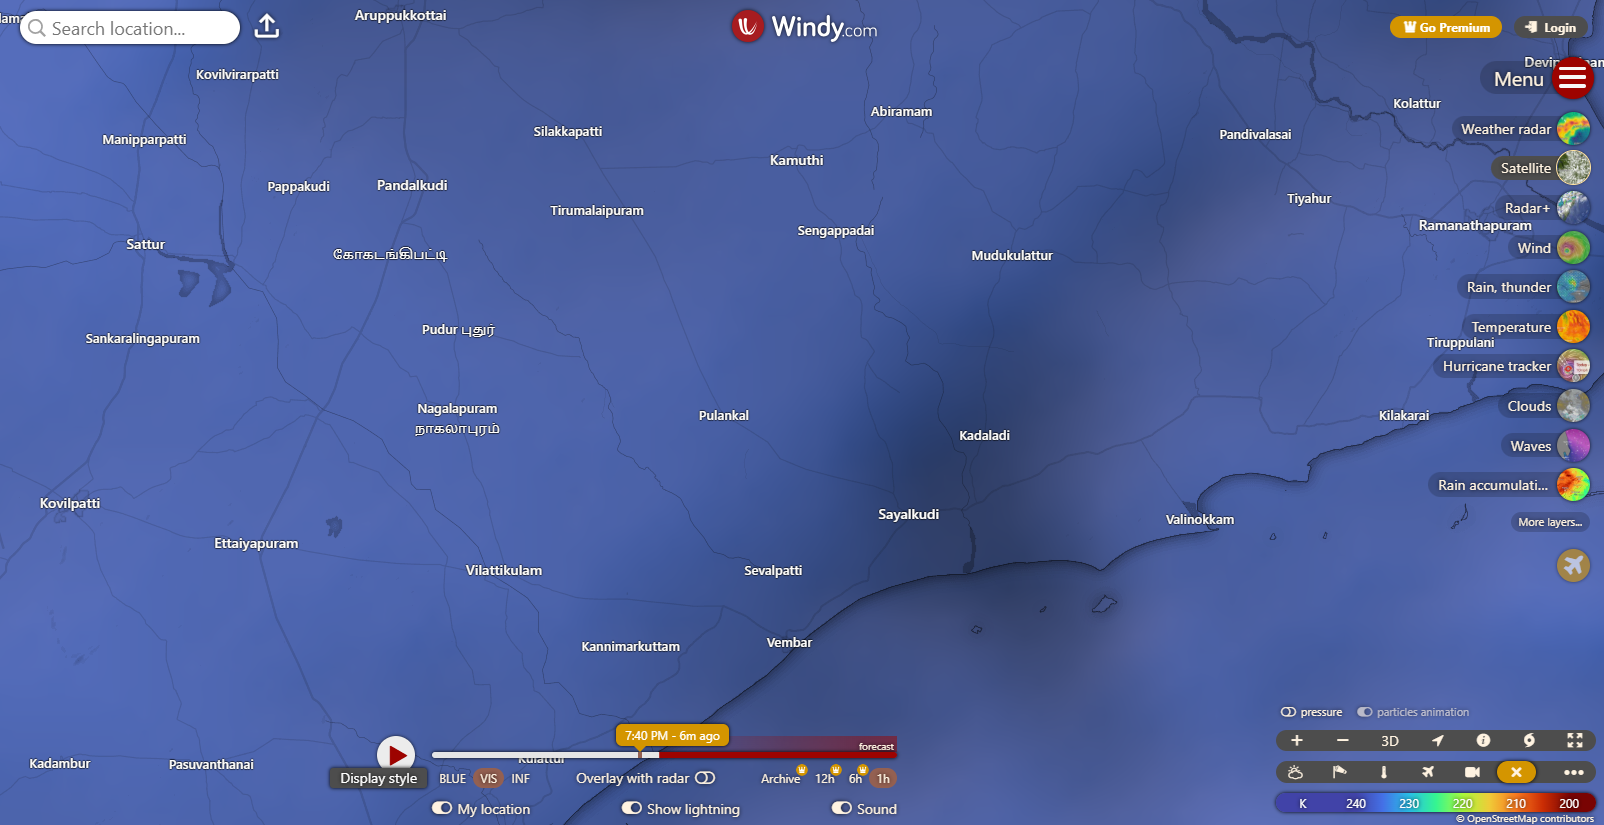 Search location...
Windy.com
Go Premium
Login
Menu
Weather radar
Satellite
Radar+
Wind
Rain, thunder
Temperature
Hurricane tracker
Clouds
Waves
Rain accumulati...
More layers...
Aruppukkottai
Kovilvirarpatti
Abiramam
Kolattur
Silakkapatti
Pandivalasai
Manipparpatti
Kamuthi
Pappakudi
Pandalkudi
Tiyahur
Tirumalaipuram
Ramanathapuram
Sengappadai
Sattur
கோகடங்கிபட்டி
Mudukulattur
Pudur புதுர்
Sankaralingapuram
Tiruppulani
Nagalapuram
நாகலாபுரம்
Pulankal
Kilakarai
Kadaladi
Kovilpatti
Sayalkudi
Valinokkam
Ettaiyapuram
Vilattikulam
Sevalpatti
Kannimarkuttam
Vembar
Kadambur
Pasuvanthanai
7:40 PM - 6m ago
forecast
Kulattur
Display style
BLUE VIS INF
Overlay with radar
Archive 12h 6h 1h
My location
Show lightning
Sound
pressure
particles animation
3D
K 240 230 220 210 200
© OpenStreetMap contributors